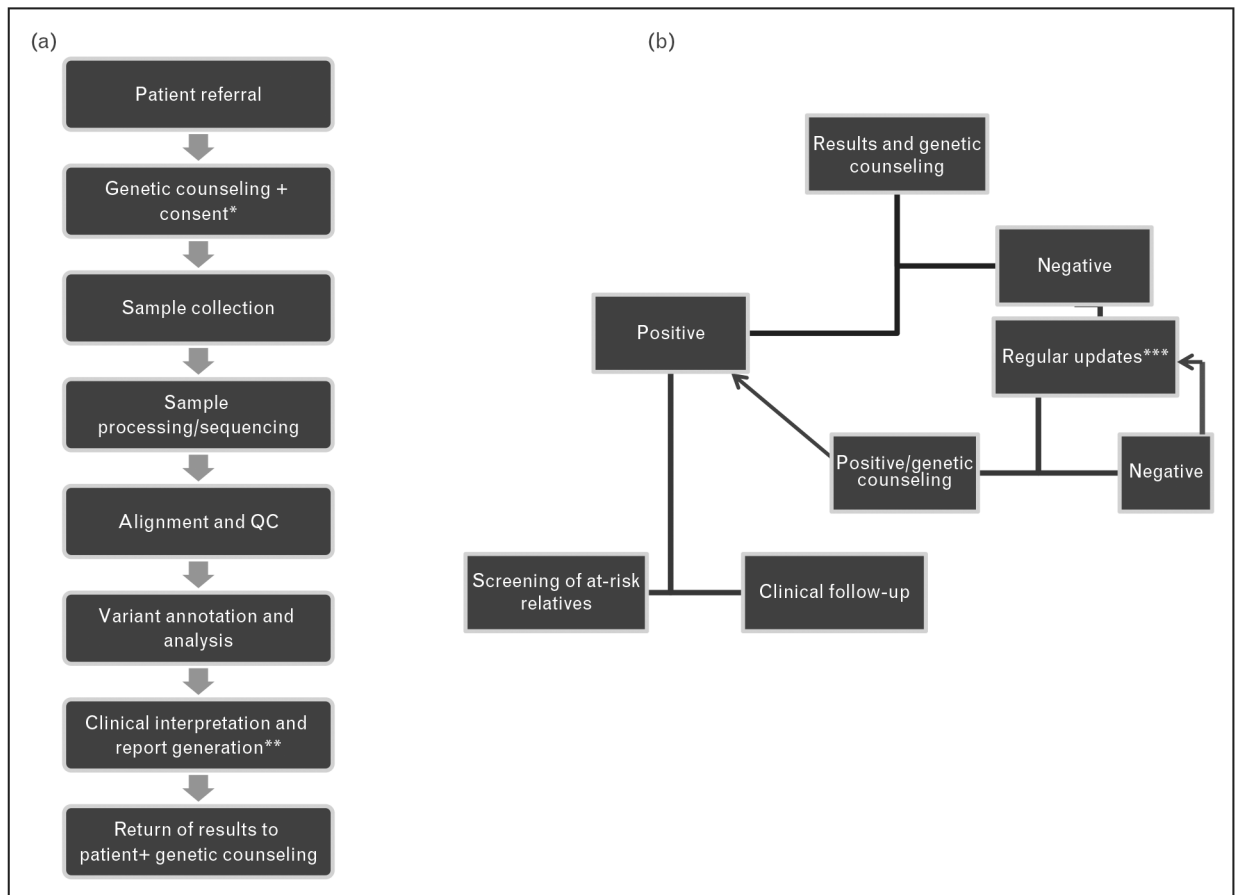 (a)
Patient referral
Genetic counseling +
consent*
Sample collection
Sample
processing/sequencing
Alignment and QC
Variant annotation and
analysis
Clinical interpretation and
report generation**
Return of results to
patient+ genetic counseling
(b)
Results and genetic
counseling
Negative
Positive
Regular updates***
Positive/genetic
counseling
Negative
Screening of at-risk
relatives
Clinical follow-up